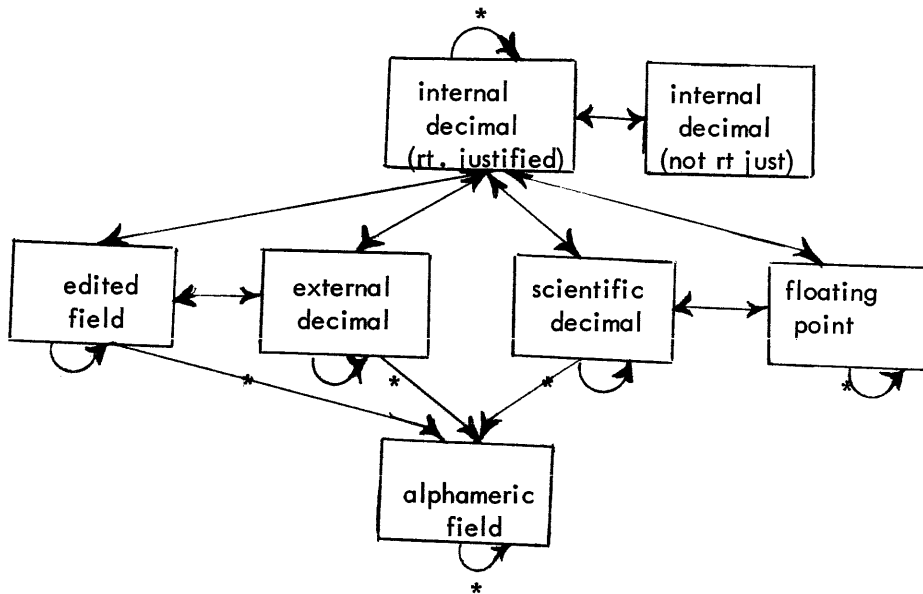 *
internal
decimal
(rt. justified)
internal
decimal
(not rt just)
edited
field
external
decimal
scientific
decimal
floating
point
*
*
*
*
alphameric
field
*